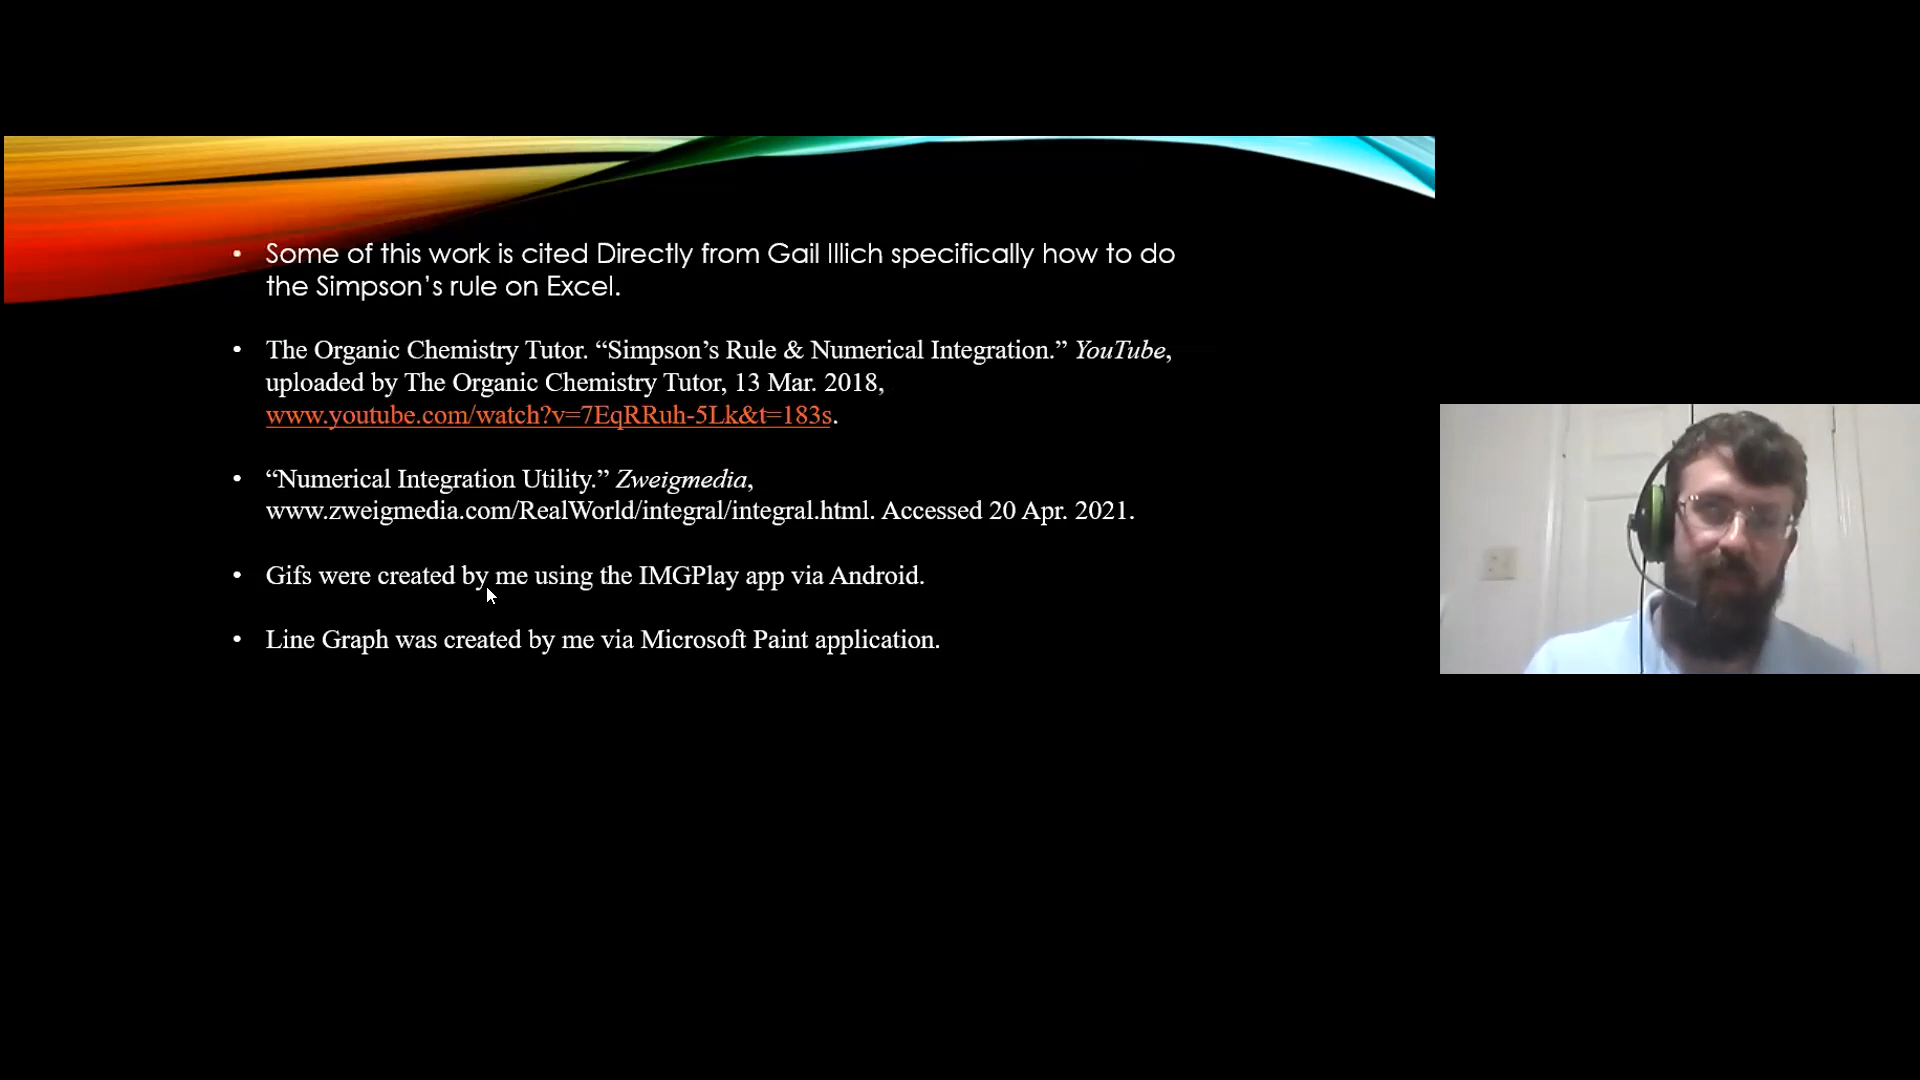 • Some of this work is cited Directly from Gail Illich specifically how to do
the Simpson’s rule on Excel.
• The Organic Chemistry Tutor. “Simpson’s Rule & Numerical Integration.” YouTube,
uploaded by The Organic Chemistry Tutor, 13 Mar. 2018,
www.youtube.com/watch?v=7EqRRuh-5Lk&t=183s.
• “Numerical Integration Utility.” Zweigmedia,
www.zweigmedia.com/RealWorld/integral/integral.html. Accessed 20 Apr. 2021.
• Gifs were created by me using the IMGPlay app via Android.
• Line Graph was created by me via Microsoft Paint application.